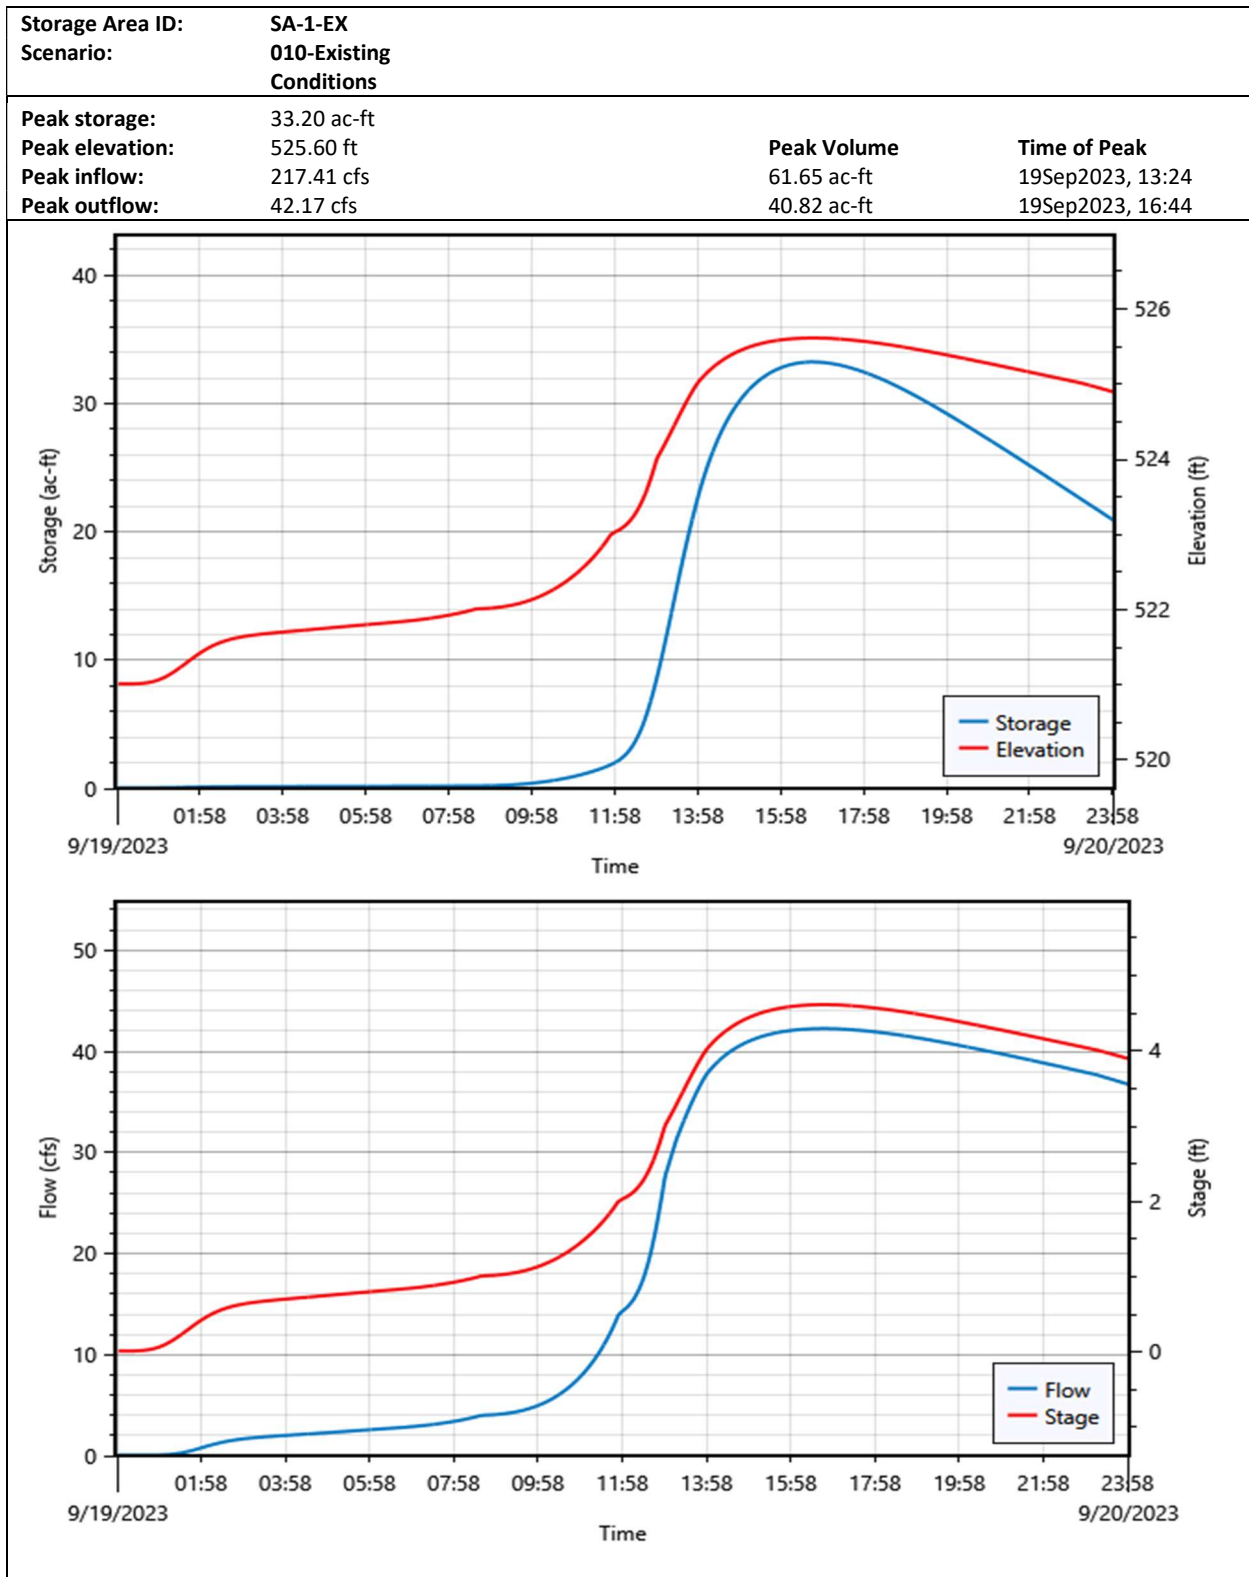 Storage Area ID: SA-1-EX
Scenario: 010-Existing
Conditions
Peak storage: 33.20 ac-ft
Peak elevation: 525.60 ft Peak Volume Time of Peak
Peak inflow: 217.41 cfs 61.65 ac-ft 19Sep2023, 13:24
Peak outflow: 42.17 cfs 40.82 ac-ft 19Sep2023, 16:44
40
526
30
Storage (ac-ft)
524
Elevation (ft)
20
522
10
Storage
Elevation
520
0
01:58 03:58 05:58 07:58 09:58 11:58 13:58 15:58 17:58 19:58 21:58 23:58
9/19/2023 9/20/2023
Time
50
40
4
30
Flow (cfs)
Stage (ft)
2
20
10
0
Flow
Stage
0
01:58 03:58 05:58 07:58 09:58 11:58 13:58 15:58 17:58 19:58 21:58 23:58
9/19/2023 9/20/2023
Time